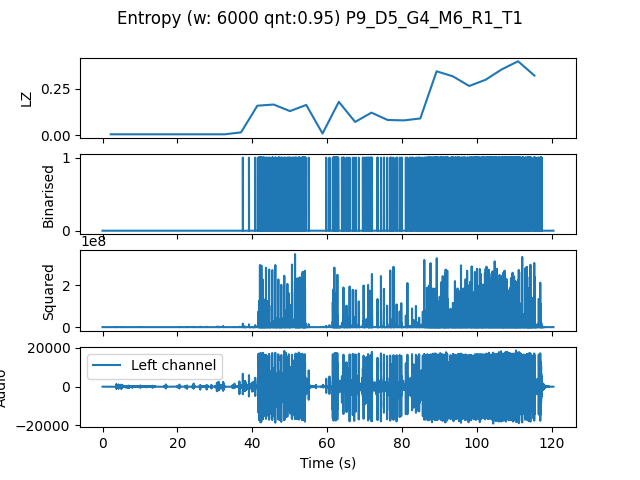 Entropy (w: 6000 qnt:0.95) P9_D5_G4_M6_R1_T1
LZ
0.25
0.00
Binarised
1
0
1e8
Squared
2
0
Audio
20000
0
−20000
Left channel
0 20 40 60 80 100 120
Time (s)